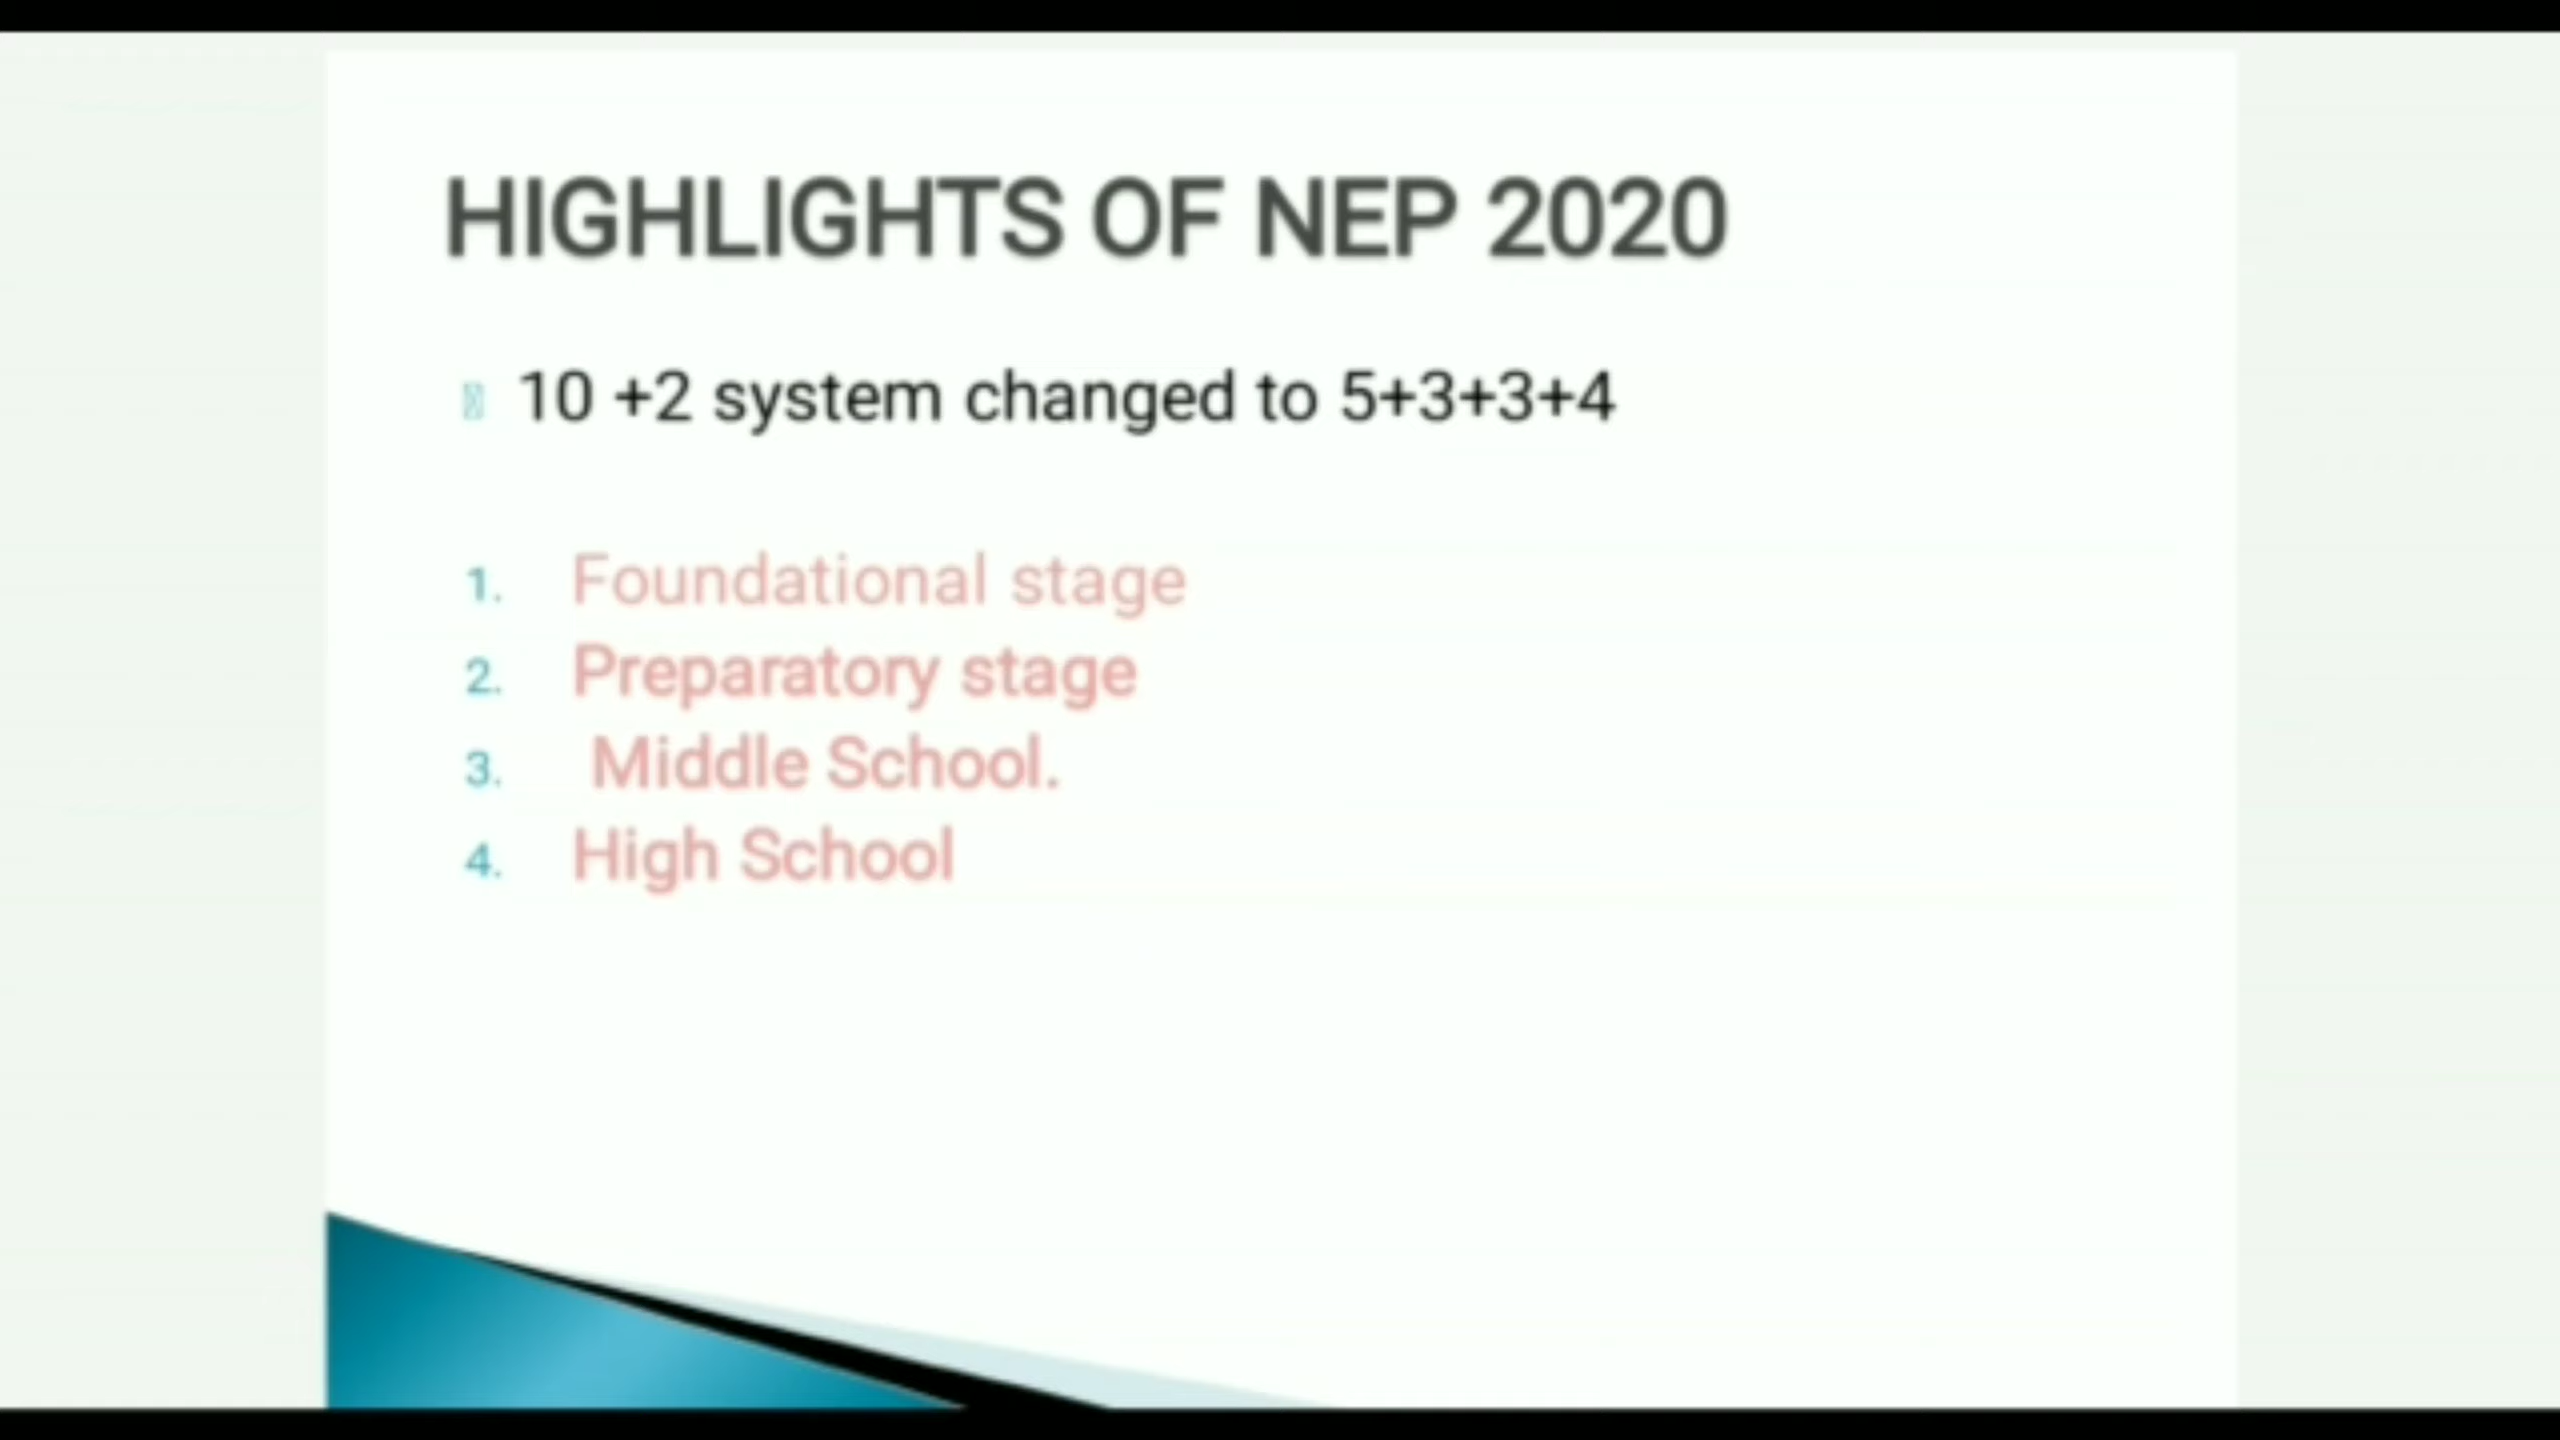 HIGHLIGHTS OF NEP 2020
10 +2 system changed to 5+3+3+4
1. Foundational stage
2. Preparatory stage
3. Middle School.
4. High School